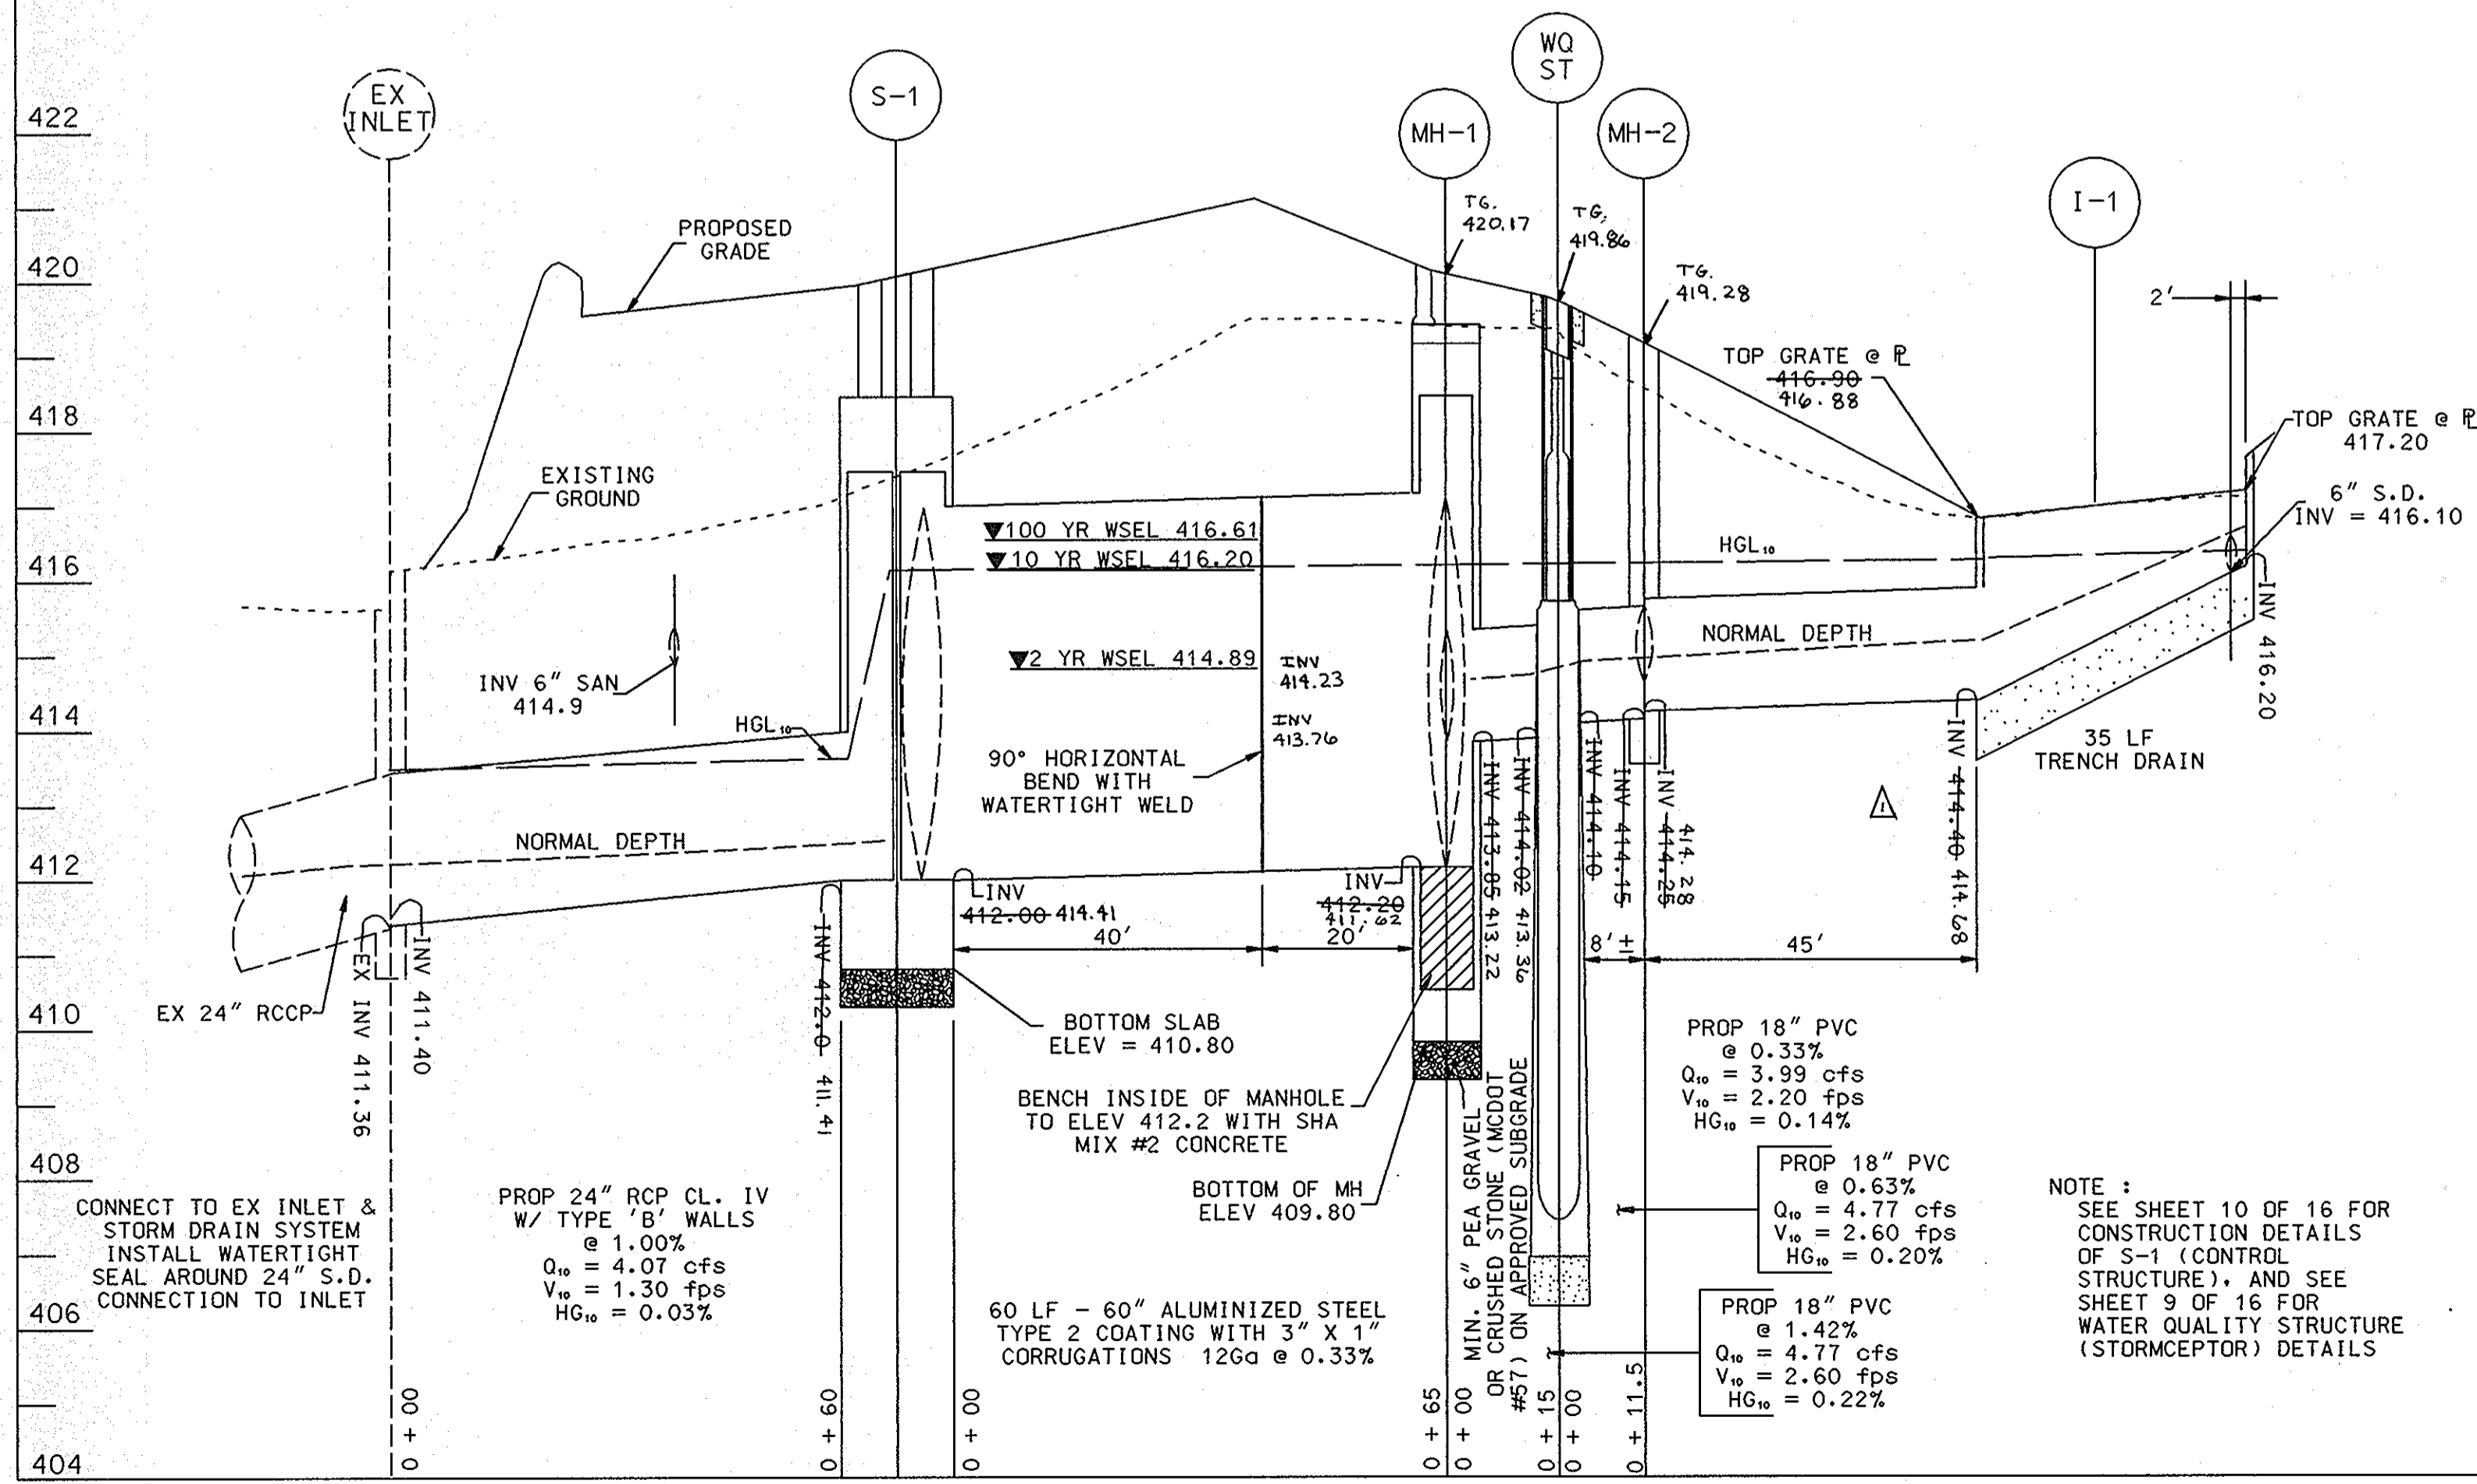 EX
INLET
S-1
MH-1
WQ
ST
MH-2
I-1
422
420
418
416
414
412
410
408
406
404
PROPOSED
GRADE
EXISTING
GROUND
TG.
420.17
TG.
419.86
TG.
419.28
TOP GRATE @ PL
416.90
416.88
2'
TOP GRATE @ PL
417.20
6" S.D.
INV = 416.10
INV 416.20
100 YR WSEL 416.61
10 YR WSEL 416.20
2 YR WSEL 414.89
HGL10
NORMAL DEPTH
INV 6" SAN
414.9
HGL10
NORMAL DEPTH
INV
414.23
INV
413.76
90° HORIZONTAL
BEND WITH
WATERTIGHT WELD
35 LF
TRENCH DRAIN
1
EX 24" RCCP
EX INV 411.36
INV 411.40
INV 412.0 411.41
INV
412.00 414.41
INV
412.20
411.62
40'
20'
INV 413.85 413.22
INV 414.02 413.36
INV 414.10
INV 414.15
INV 414.25
414.28
INV 414.40 414.68
8' ±
45'
BOTTOM SLAB
ELEV = 410.80
BENCH INSIDE OF MANHOLE
TO ELEV 412.2 WITH SHA
MIX #2 CONCRETE
BOTTOM OF MH
ELEV 409.80
MIN. 6" PEA GRAVEL
OR CRUSHED STONE (MCDOT
#57) ON APPROVED SUBGRADE
PROP 18" PVC
@ 0.33%
Q10 = 3.99 cfs
V10 = 2.20 fps
HG10 = 0.14%
PROP 18" PVC
@ 0.63%
Q10 = 4.77 cfs
V10 = 2.60 fps
HG10 = 0.20%
PROP 18" PVC
@ 1.42%
Q10 = 4.77 cfs
V10 = 2.60 fps
HG10 = 0.22%
CONNECT TO EX INLET &
STORM DRAIN SYSTEM
INSTALL WATERTIGHT
SEAL AROUND 24" S.D.
CONNECTION TO INLET
PROP 24" RCP CL. IV
W/ TYPE 'B' WALLS
@ 1.00%
Q10 = 4.07 cfs
V10 = 1.30 fps
HG10 = 0.03%
60 LF - 60" ALUMINIZED STEEL
TYPE 2 COATING WITH 3" X 1"
CORRUGATIONS 12Ga @ 0.33%
NOTE :
SEE SHEET 10 OF 16 FOR
CONSTRUCTION DETAILS
OF S-1 (CONTROL
STRUCTURE), AND SEE
SHEET 9 OF 16 FOR
WATER QUALITY STRUCTURE
(STORMCEPTOR) DETAILS
0 + 00
0 + 60
0 + 00
0 + 65
0 + 00
0 + 15
0 + 00
0 + 11.5